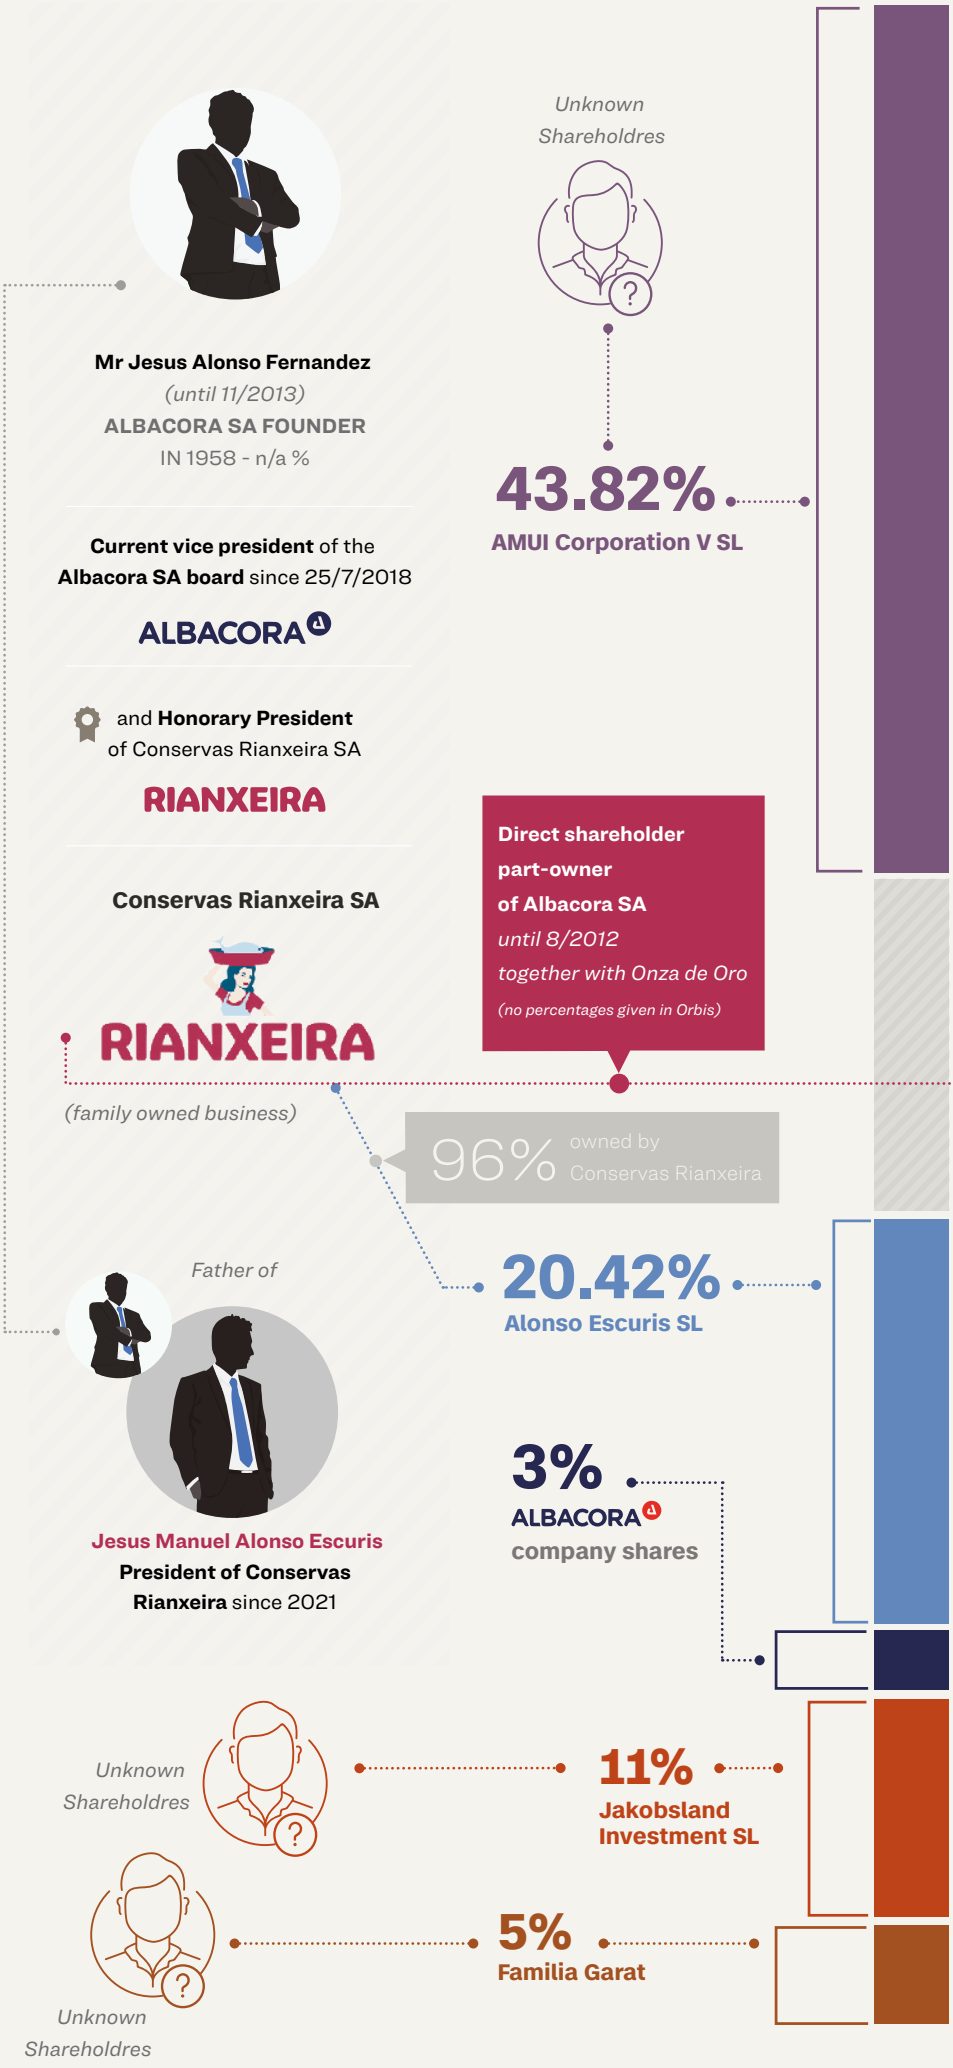 Unknown
Shareholdres
?
Mr Jesus Alonso Fernandez
(until 11/2013)
ALBACORA SA FOUNDER
IN 1958 - n/a %
43.82%
AMUI Corporation V SL
Current vice president of the
Albacora SA board since 25/7/2018
ALBACORA
and Honorary President
of Conservas Rianxeira SA
RIANXEIRA
Direct shareholder
part-owner
of Albacora SA
until 8/2012
together with Onza de Oro
(no percentages given in Orbis)
Conservas Rianxeira SA
RIANXEIRA
(family owned business)
96% owned by
Conservas Rianxeira
Father of
20.42%
Alonso Escuris SL
3%
ALBACORA
company shares
Jesus Manuel Alonso Escuris
President of Conservas
Rianxeira since 2021
Unknown
Shareholdres
?
11%
Jakobsland
Investment SL
5%
Familia Garat
?
Unknown
Shareholdres